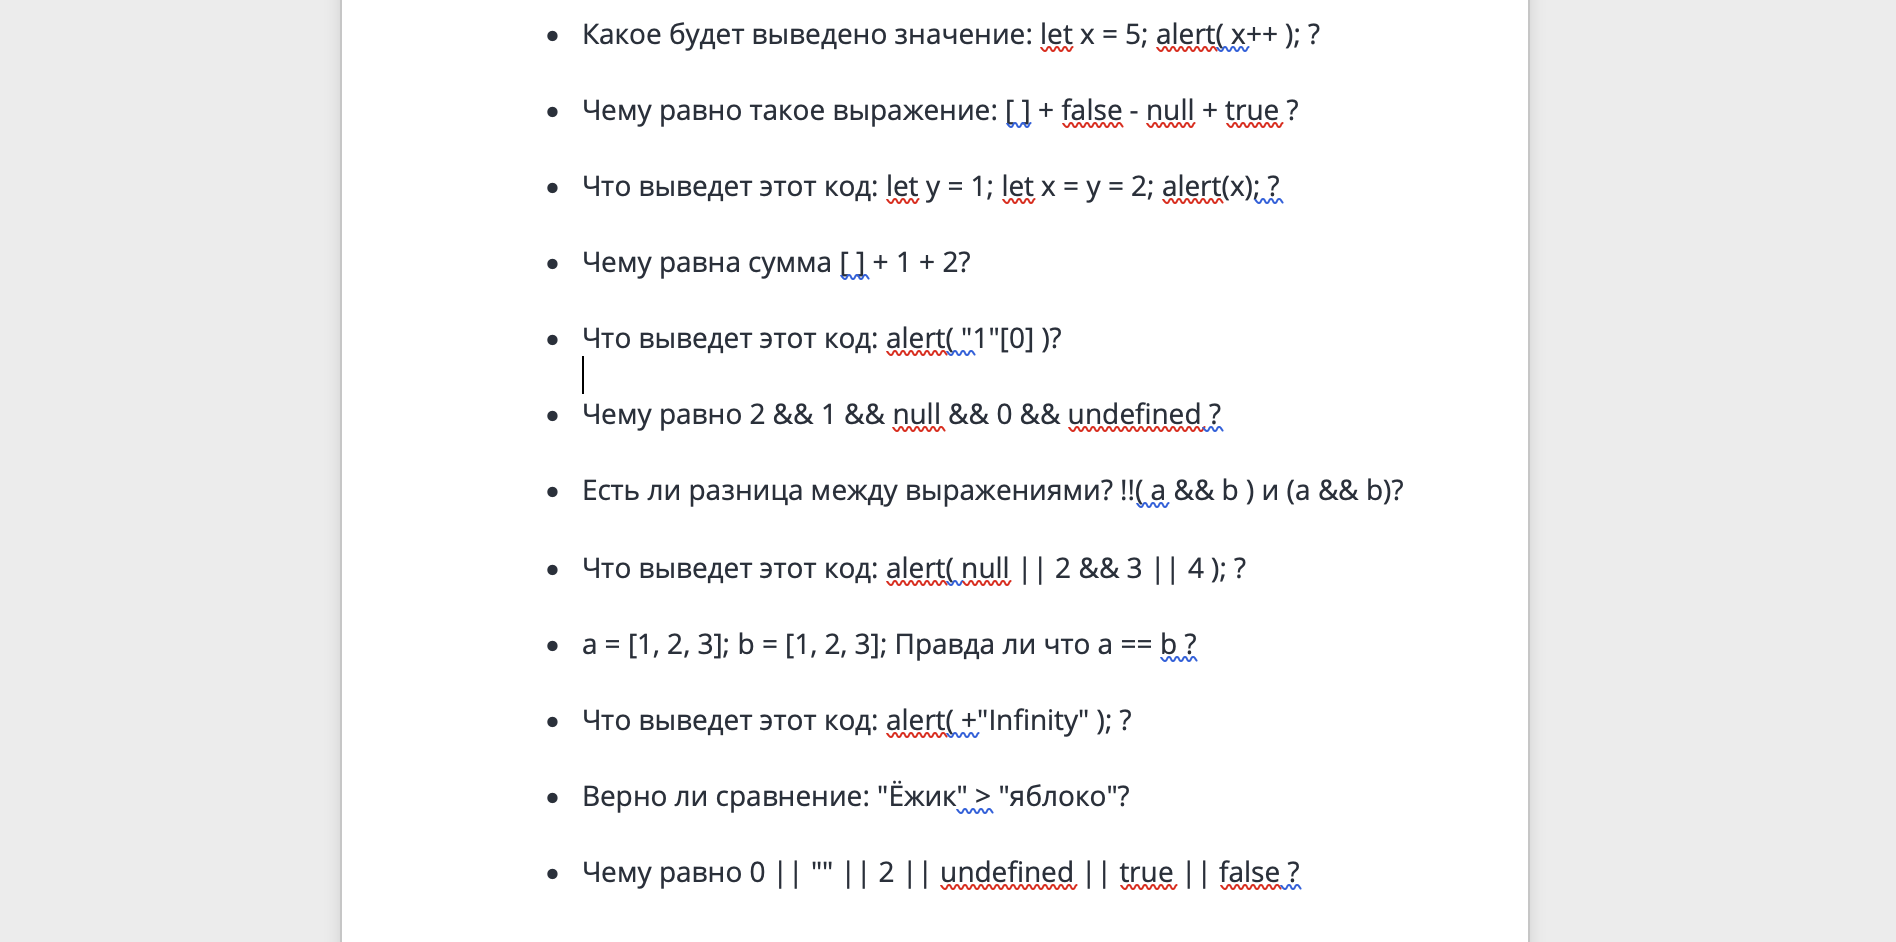 • Какое будет выведено значение: let x = 5; alert( x++ ); ?
• Чему равно такое выражение: [ ] + false - null + true ?
• Что выведет этот код: let y = 1; let x = y = 2; alert(x); ?
• Чему равна сумма [ ] + 1 + 2?
• Что выведет этот код: alert( "1"[0] )?
• Чему равно 2 && 1 && null && 0 && undefined ?
• Есть ли разница между выражениями? !!( a && b ) и (a && b)?
• Что выведет этот код: alert( null || 2 && 3 || 4 ); ?
• a = [1, 2, 3]; b = [1, 2, 3]; Правда ли что a == b ?
• Что выведет этот код: alert( +"Infinity" ); ?
• Верно ли сравнение: "Ёжик" > "яблоко"?
• Чему равно 0 || "" || 2 || undefined || true || false ?